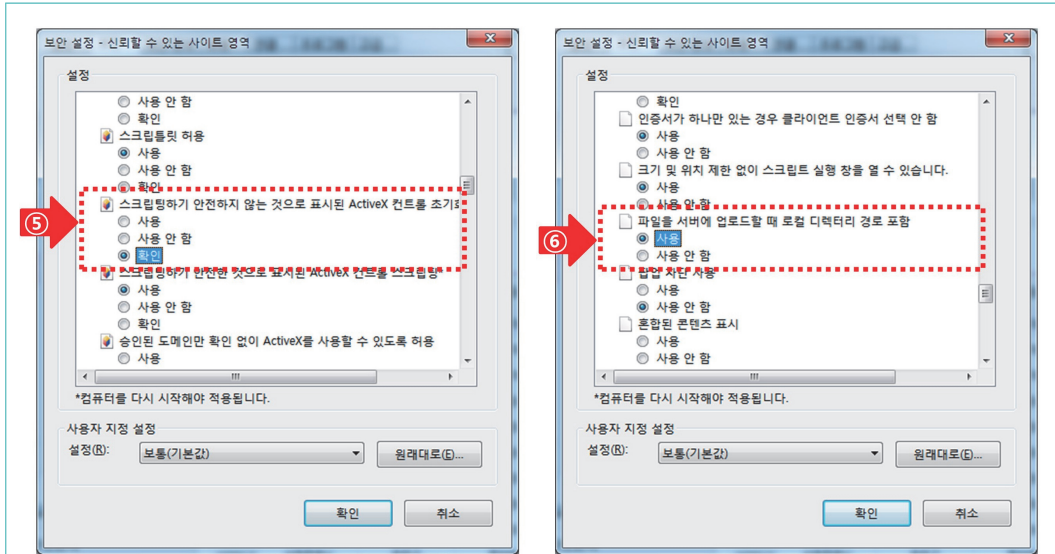 보안 설정 - 신뢰할 수 있는 사이트 영역
설정
사용 안 함
확인
스크립틀릿 허용
사용
사용 안 함
확인
스크립팅하기 안전하지 않는 것으로 표시된 ActiveX 컨트롤 초기화
⑤
사용
사용 안 함
확인
스크립팅하기 안전한 것으로 표시된 ActiveX 컨트롤 스크립팅*
사용
사용 안 함
확인
승인된 도메인만 확인 없이 ActiveX를 사용할 수 있도록 허용
사용
*컴퓨터를 다시 시작해야 적용됩니다.
사용자 지정 설정
설정(R): 보통(기본값) 원래대로(E)...
확인 취소
보안 설정 - 신뢰할 수 있는 사이트 영역
설정
확인
인증서가 하나만 있는 경우 클라이언트 인증서 선택 안 함
사용
사용 안 함
크기 및 위치 제한 없이 스크립트 실행 창을 열 수 있습니다.
사용
사용 안 함
파일을 서버에 업로드할 때 로컬 디렉터리 경로 포함
⑥
사용
사용 안 함
팝업 차단 사용
사용
사용 안 함
혼합된 콘텐츠 표시
사용
사용 안 함
*컴퓨터를 다시 시작해야 적용됩니다.
사용자 지정 설정
설정(R): 보통(기본값) 원래대로(E)...
확인 취소